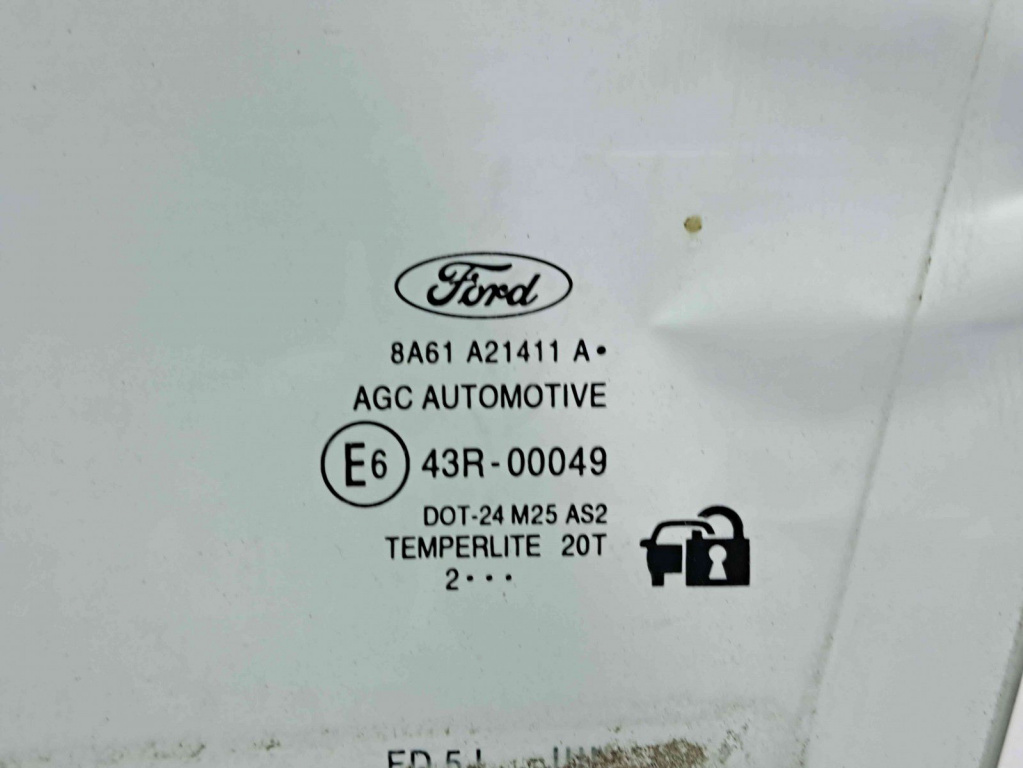 Ford
8A61 A21411 A•
AGC AUTOMOTIVE
E6 43R-00049
DOT-24 M25 AS2
TEMPERLITE 20T
2•••